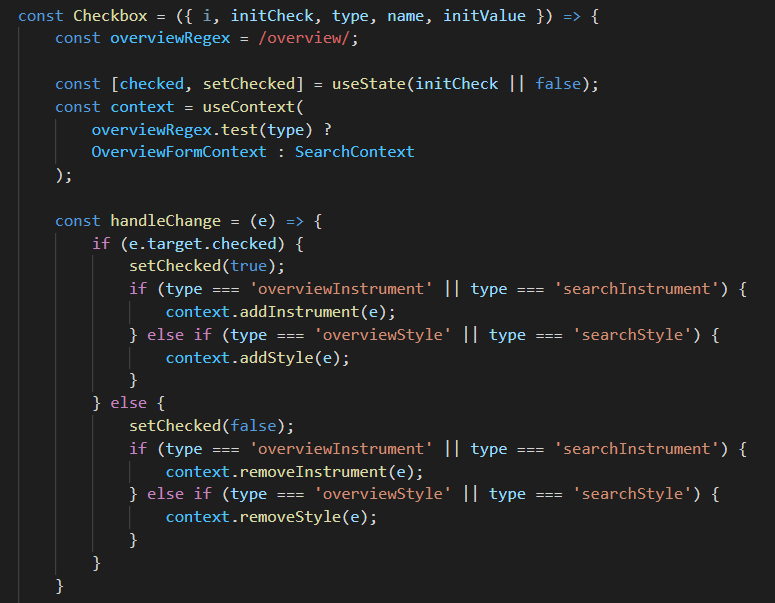 const Checkbox = ({ i, initCheck, type, name, initValue }) => {
    const overviewRegex = /overview/;

    const [checked, setChecked] = useState(initCheck || false);
    const context = useContext(
        overviewRegex.test(type) ?
        OverviewFormContext : SearchContext
    );

    const handleChange = (e) => {
        if (e.target.checked) {
            setChecked(true);
            if (type === 'overviewInstrument' || type === 'searchInstrument') {
                context.addInstrument(e);
            } else if (type === 'overviewStyle' || type === 'searchStyle') {
                context.addStyle(e);
            }
        } else {
            setChecked(false);
            if (type === 'overviewInstrument' || type === 'searchInstrument') {
                context.removeInstrument(e);
            } else if (type === 'overviewStyle' || type === 'searchStyle') {
                context.removeStyle(e);
            }
        }
    }